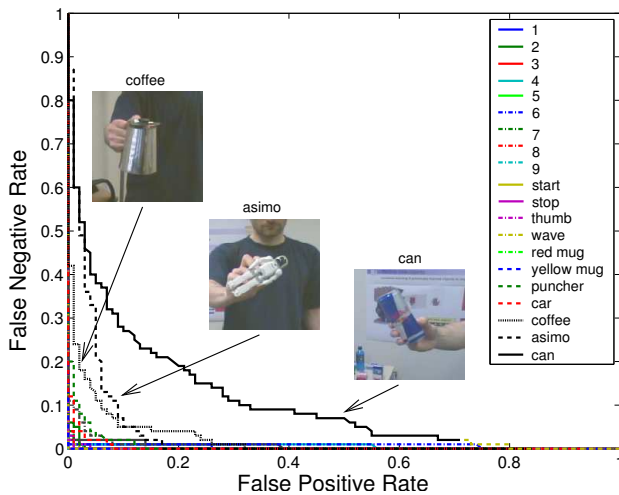 1
0.9
0.8
0.7
0.6
0.5
0.4
0.3
0.2
0.1
0
0
0.2
0.4
0.6
0.8
1
False Negative Rate
False Positive Rate
coffee
asimo
can
1
2
3
4
5
6
7
8
9
start
stop
thumb
wave
red mug
yellow mug
puncher
car
coffee
asimo
can